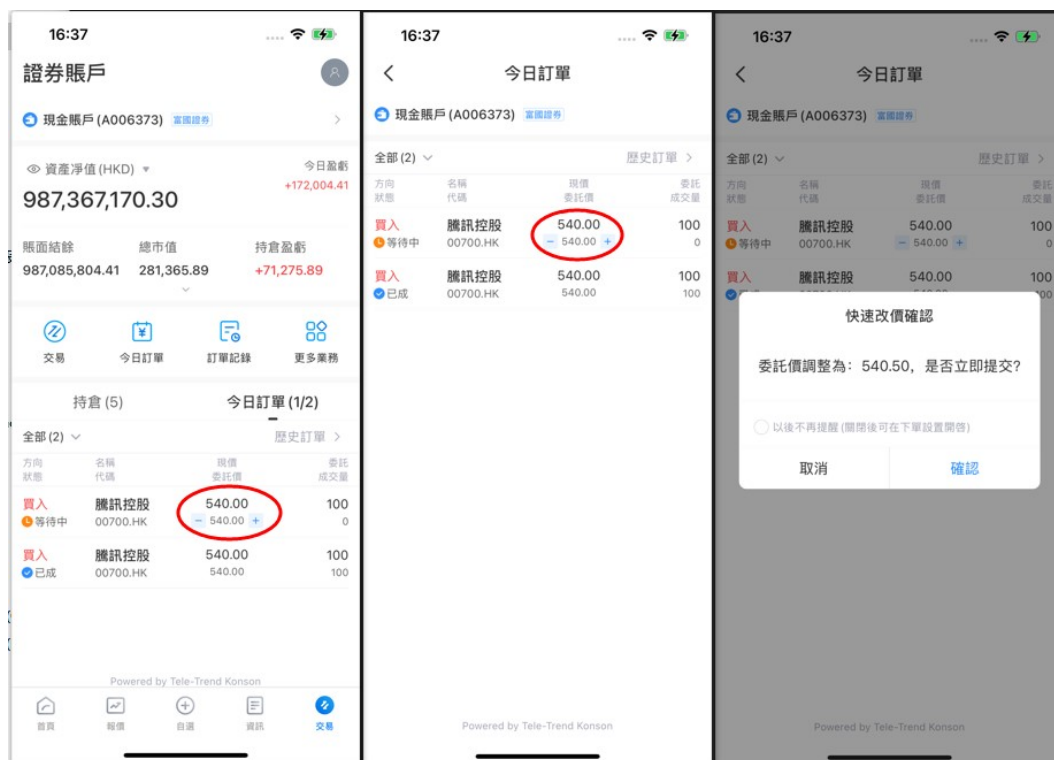 16:37
證券賬戶
現金賬戶 (A006373) 富國證券
資產淨值 (HKD)
今日盈虧
987,367,170.30
+172,004.41
賬面結餘 總市值 持倉盈虧
987,085,804.41 281,365.89 +71,275.89
交易 今日訂單 訂單記錄 更多業務
持倉 (5) 今日訂單 (1/2)
全部 (2) 歷史訂單 >
方向 名稱 現價 委託
狀態 代碼 委託價 成交量
買入 騰訊控股 540.00 100
等待中 00700.HK − 540.00 + 0
買入 騰訊控股 540.00 100
已成 00700.HK 540.00 100
Powered by Tele-Trend Konson
首頁 報價 自選 資訊 交易
16:37
今日訂單
現金賬戶 (A006373) 富國證券
全部 (2) 歷史訂單 >
方向 名稱 現價 委託
狀態 代碼 委託價 成交量
買入 騰訊控股 540.00 100
等待中 00700.HK − 540.00 + 0
買入 騰訊控股 540.00 100
已成 00700.HK 540.00 100
Powered by Tele-Trend Konson
16:37
今日訂單
現金賬戶 (A006373) 富國證券
全部 (2) 歷史訂單 >
方向 名稱 現價 委託
狀態 代碼 委託價 成交量
買入 騰訊控股 540.00 100
等待中 00700.HK − 540.00 + 0
買入 騰訊控股 540.00 100
快速改價確認
委託價調整為：540.50，是否立即提交?
以後不再提醒 (關閉後可在下單設置開啓)
取消 確認
Powered by Tele-Trend Konson